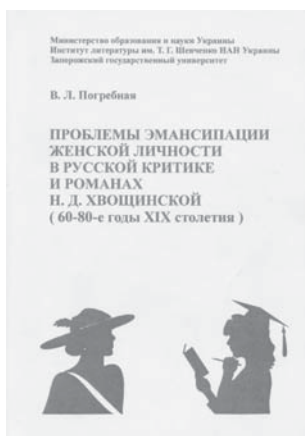 Министерство образования и науки Украины
Институт литературы им. Т. Г. Шевченко НАН Украины
Запорожский государственный университет
В. Л. Погребная
ПРОБЛЕМЫ ЭМАНСИПАЦИИ
ЖЕНСКОЙ ЛИЧНОСТИ
В РУССКОЙ КРИТИКЕ
И РОМАНАХ
Н. Д. ХВОЩИНСКОЙ
( 60-80-е годы XIX столетия )